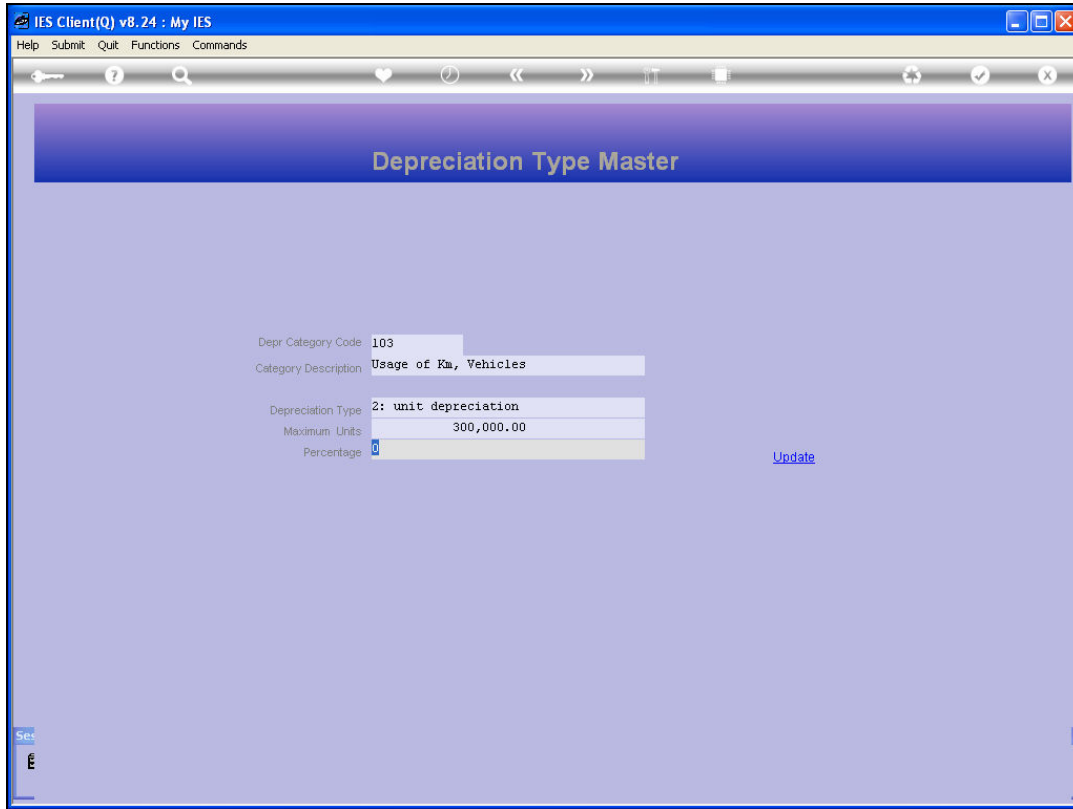 IES Client(Q) v8.24 : My IES
Help Submit Quit Functions Commands
Depreciation Type Master
Depr Category Code 103
Category Description Usage of Km, Vehicles
Depreciation Type 2: unit depreciation
Maximum Units 300,000.00
Percentage 0
Update
Ses